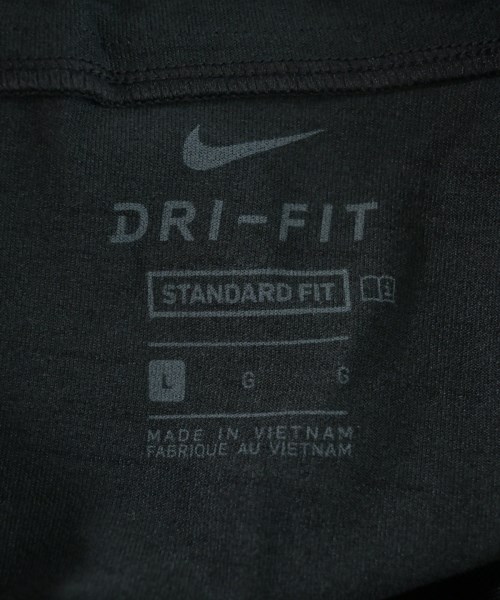 DRI-FIT
STANDARD FIT
L G G
MADE IN VIETNAM
FABRIQUE AU VIETNAM